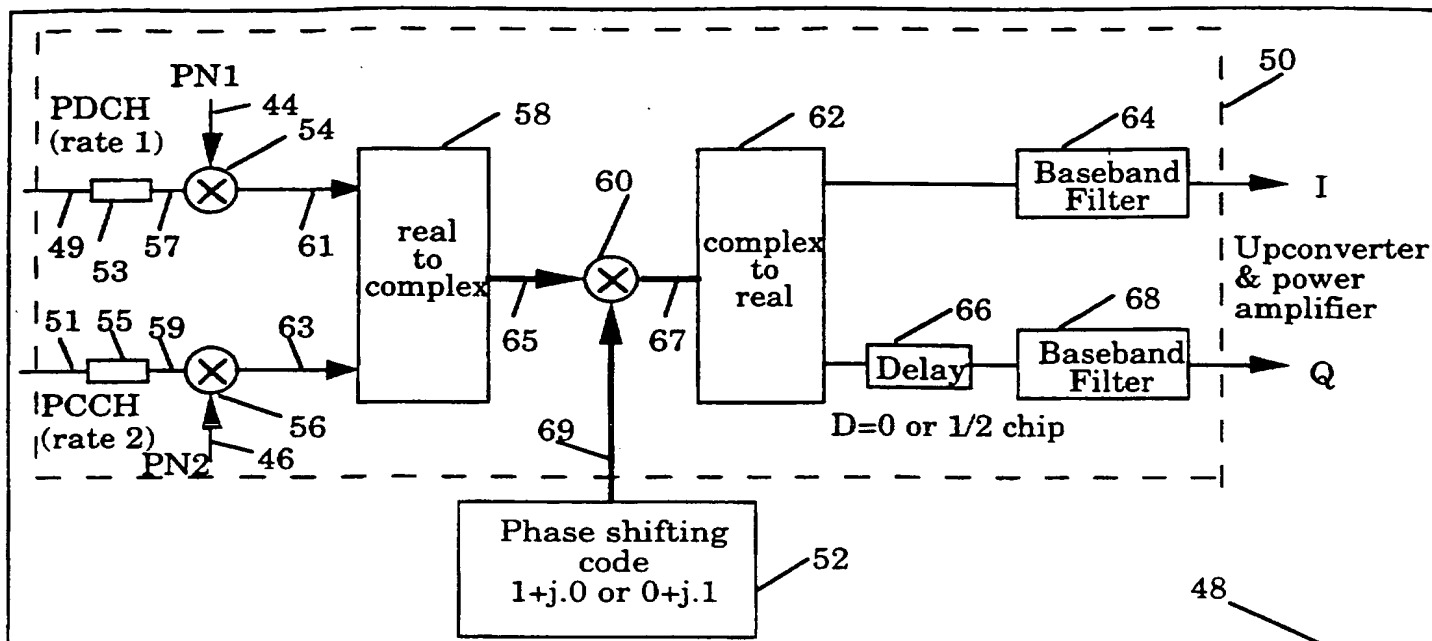 PN1
44
PDCH
(rate 1)
54
49
53
57
61
58
real
to
complex
51
55
59
63
PCCH
(rate 2)
PN2
46
56
65
60
67
69
62
complex
to
real
64
Baseband
Filter
I
50
Upconverter
& power
amplifier
66
Delay
D=0 or 1/2 chip
68
Baseband
Filter
Q
Phase shifting
code
1+j.0 or 0+j.1
52
48